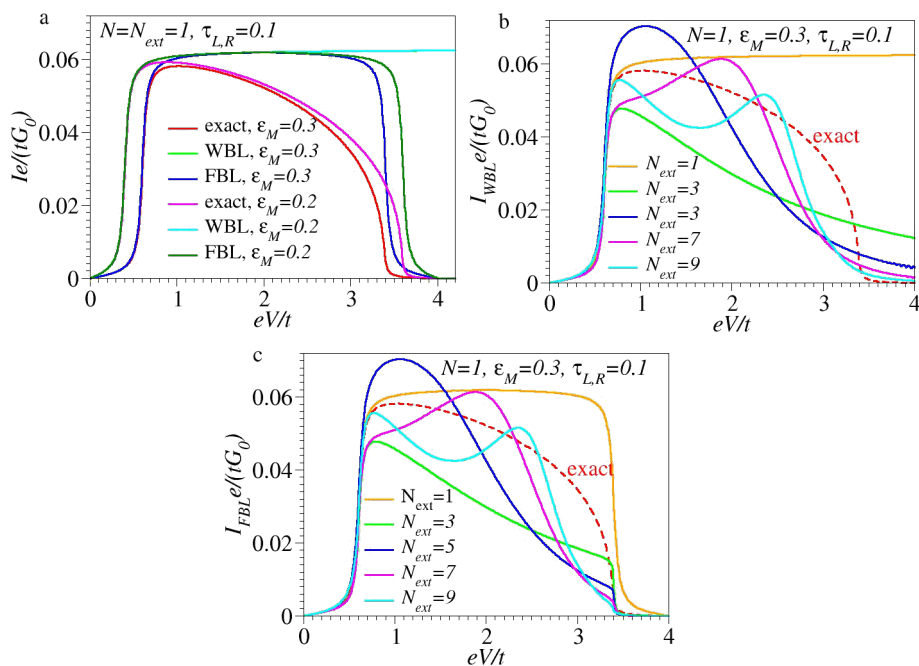 a
N=N_ext=1, τ_L,R=0.1
Ie/(tG_0)
0.06
0.04
0.02
0
exact, ε_M=0.3
WBL, ε_M=0.3
FBL, ε_M=0.3
exact, ε_M=0.2
WBL, ε_M=0.2
FBL, ε_M=0.2
0 1 2 3 4
eV/t
b
N=1, ε_M=0.3, τ_L,R=0.1
I_WBL e/(tG_0)
0.06
0.04
0.02
0
exact
N_ext=1
N_ext=3
N_ext=3
N_ext=7
N_ext=9
0 1 2 3 4
eV/t
c
N=1, ε_M=0.3, τ_L,R=0.1
I_FBL e/(tG_0)
0.06
0.04
0.02
0
exact
N_ext=1
N_ext=3
N_ext=5
N_ext=7
N_ext=9
0 1 2 3 4
eV/t